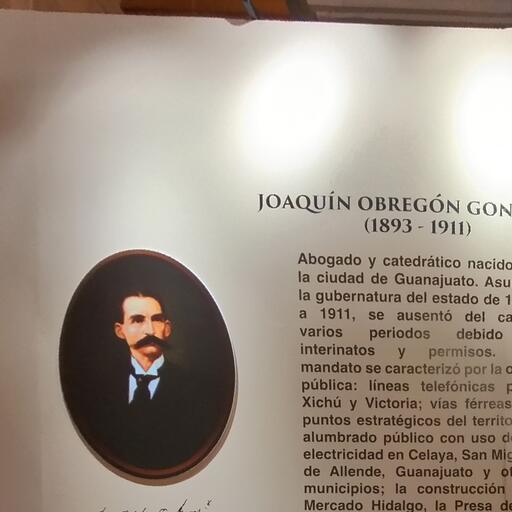 JOAQUÍN OBREGÓN GON
(1893 - 1911)
Abogado y catedrático nacido
la ciudad de Guanajuato. Asu
la gubernatura del estado de 1
a 1911, se ausentó del ca
varios periodos debido
interinatos y permisos.
mandato se caracterizó por la o
pública: líneas telefónicas p
Xichú y Victoria; vías férreas
puntos estratégicos del territo
alumbrado público con uso d
electricidad en Celaya, San Mig
de Allende, Guanajuato y ot
municipios; la construcción
Mercado Hidalgo, la Presa de